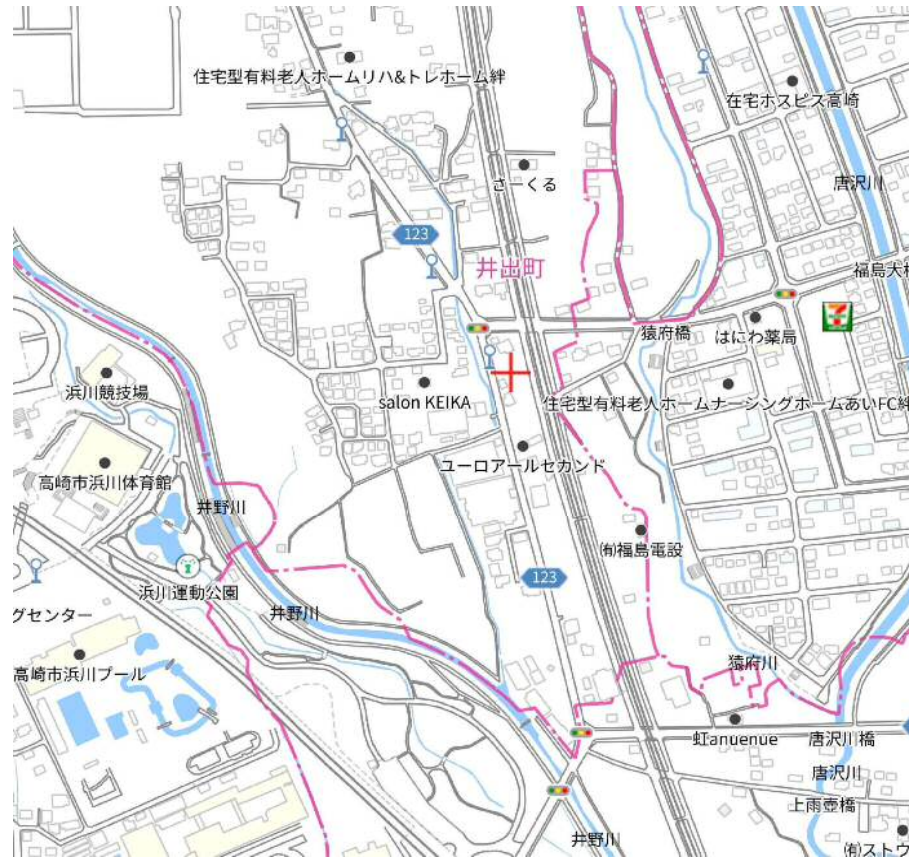 住宅型有料老人ホームリハ&トレホーム絆
在宅ホスピス高崎
さーくる
唐沢川
123
井出町
福島大橋
猿府橋
はにわ薬局
浜川競技場
salon KEIKA
住宅型有料老人ホームナーシングホームあいFC絆
ユーロアールセカンド
高崎市浜川体育館
井野川
㈲福島電設
123
浜川運動公園
井野川
グセンター
高崎市浜川プール
猿府川
虹anuenue
唐沢川橋
唐沢川
上雨壺橋
井野川
㈲ストウ